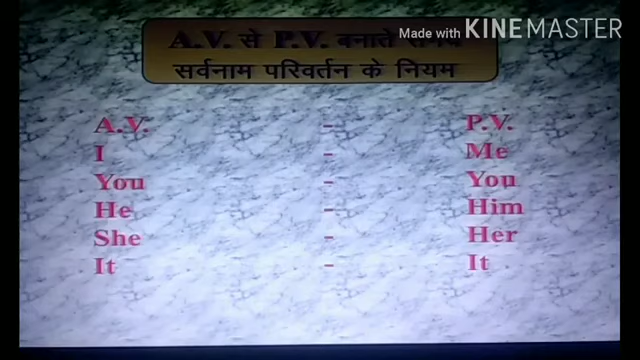 Made with KINEMASTER
A.V. से P.V. बनाते समय
सर्वनाम परिवर्तन के नियम
A.V. - P.V.
I - Me
You - You
He - Him
She - Her
It - It